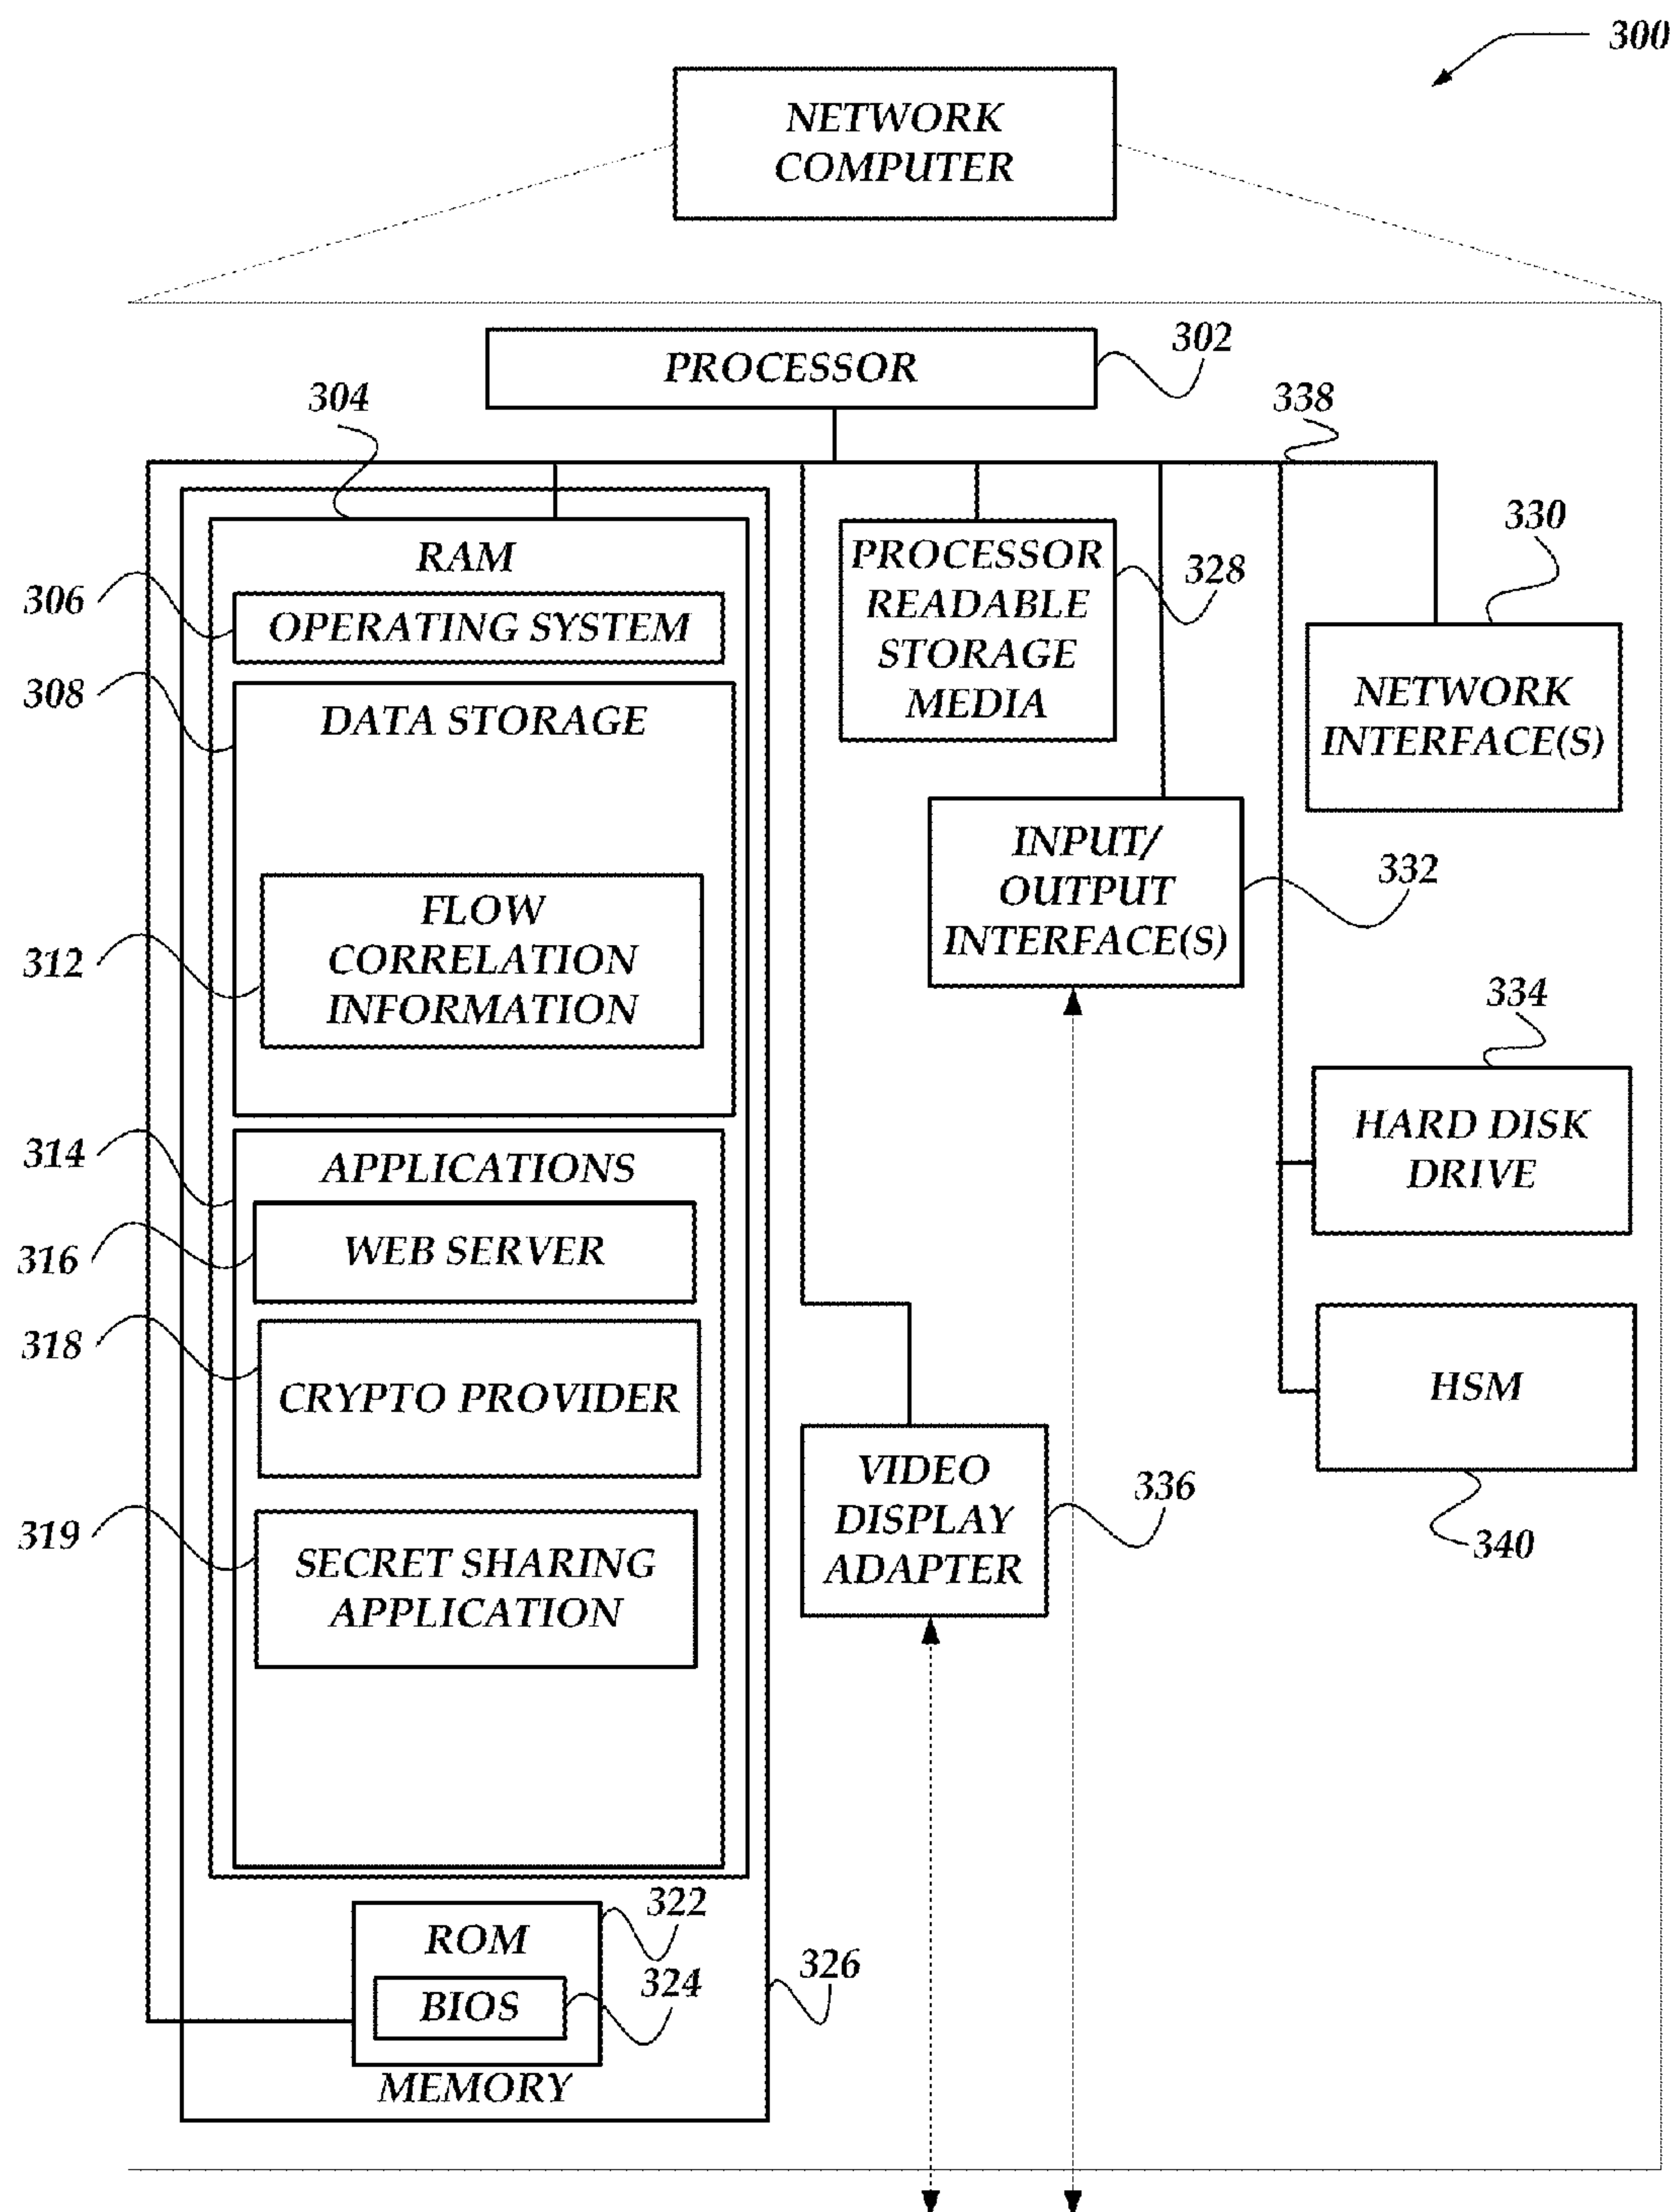 300
NETWORK
COMPUTER
PROCESSOR
302
304
338
RAM
306
OPERATING SYSTEM
308
DATA STORAGE
FLOW
CORRELATION
INFORMATION
312
314
APPLICATIONS
316
WEB SERVER
318
CRYPTO PROVIDER
319
SECRET SHARING
APPLICATION
322
ROM
324
BIOS
326
MEMORY
PROCESSOR
READABLE
STORAGE
MEDIA
328
330
NETWORK
INTERFACE(S)
INPUT/
OUTPUT
INTERFACE(S)
332
334
HARD DISK
DRIVE
HSM
340
VIDEO
DISPLAY
ADAPTER
336